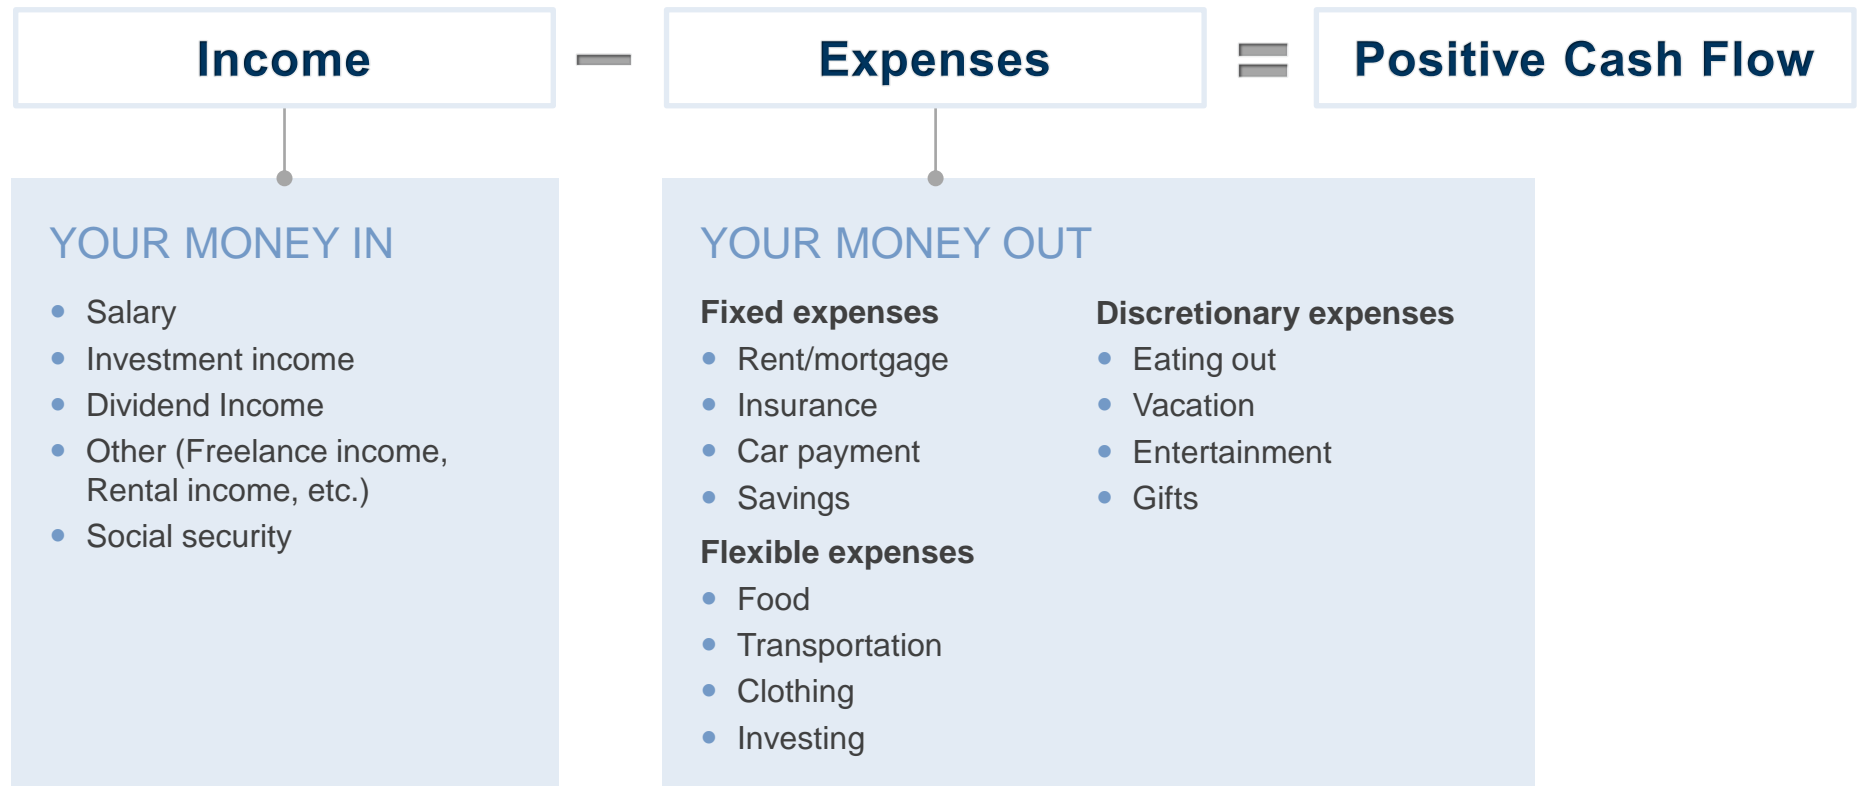 Income — Expenses = Positive Cash Flow
YOUR MONEY IN
• Salary
• Investment income
• Dividend Income
• Other (Freelance income,
Rental income, etc.)
• Social security
YOUR MONEY OUT
Fixed expenses
• Rent/mortgage
• Insurance
• Car payment
• Savings
Flexible expenses
• Food
• Transportation
• Clothing
• Investing
Discretionary expenses
• Eating out
• Vacation
• Entertainment
• Gifts